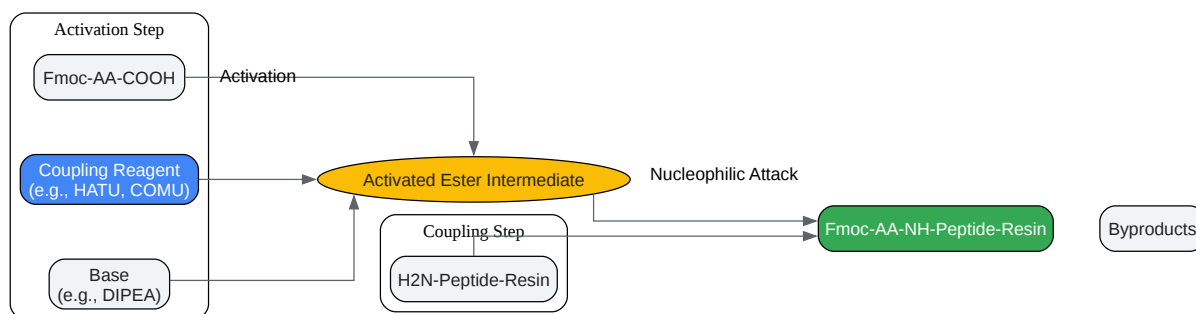 Activation Step
Fmoc-AA-COOH
Activation
Coupling Reagent
(e.g., HATU, COMU)
Activated Ester Intermediate
Nucleophilic Attack
Coupling Step
Fmoc-AA-NH-Peptide-Resin
Byproducts
Base
(e.g., DIPEA)
H2N-Peptide-Resin